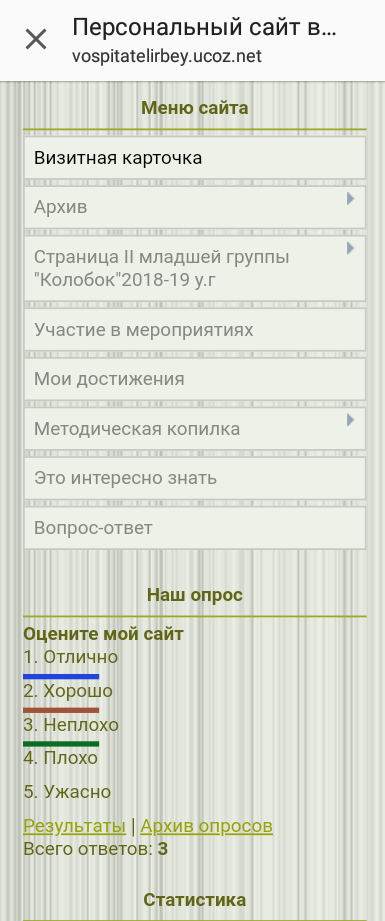 Персональный сайт в...
vospitatelirbey.ucoz.net
Меню сайта
Визитная карточка
Архив
Страница II младшей группы
"Колобок"2018-19 у.г
Участие в мероприятиях
Мои достижения
Методическая копилка
Это интересно знать
Вопрос-ответ
Наш опрос
Оцените мой сайт
1. Отлично
2. Хорошо
3. Неплохо
4. Плохо
5. Ужасно
Результаты | Архив опросов
Всего ответов: 3
Статистика